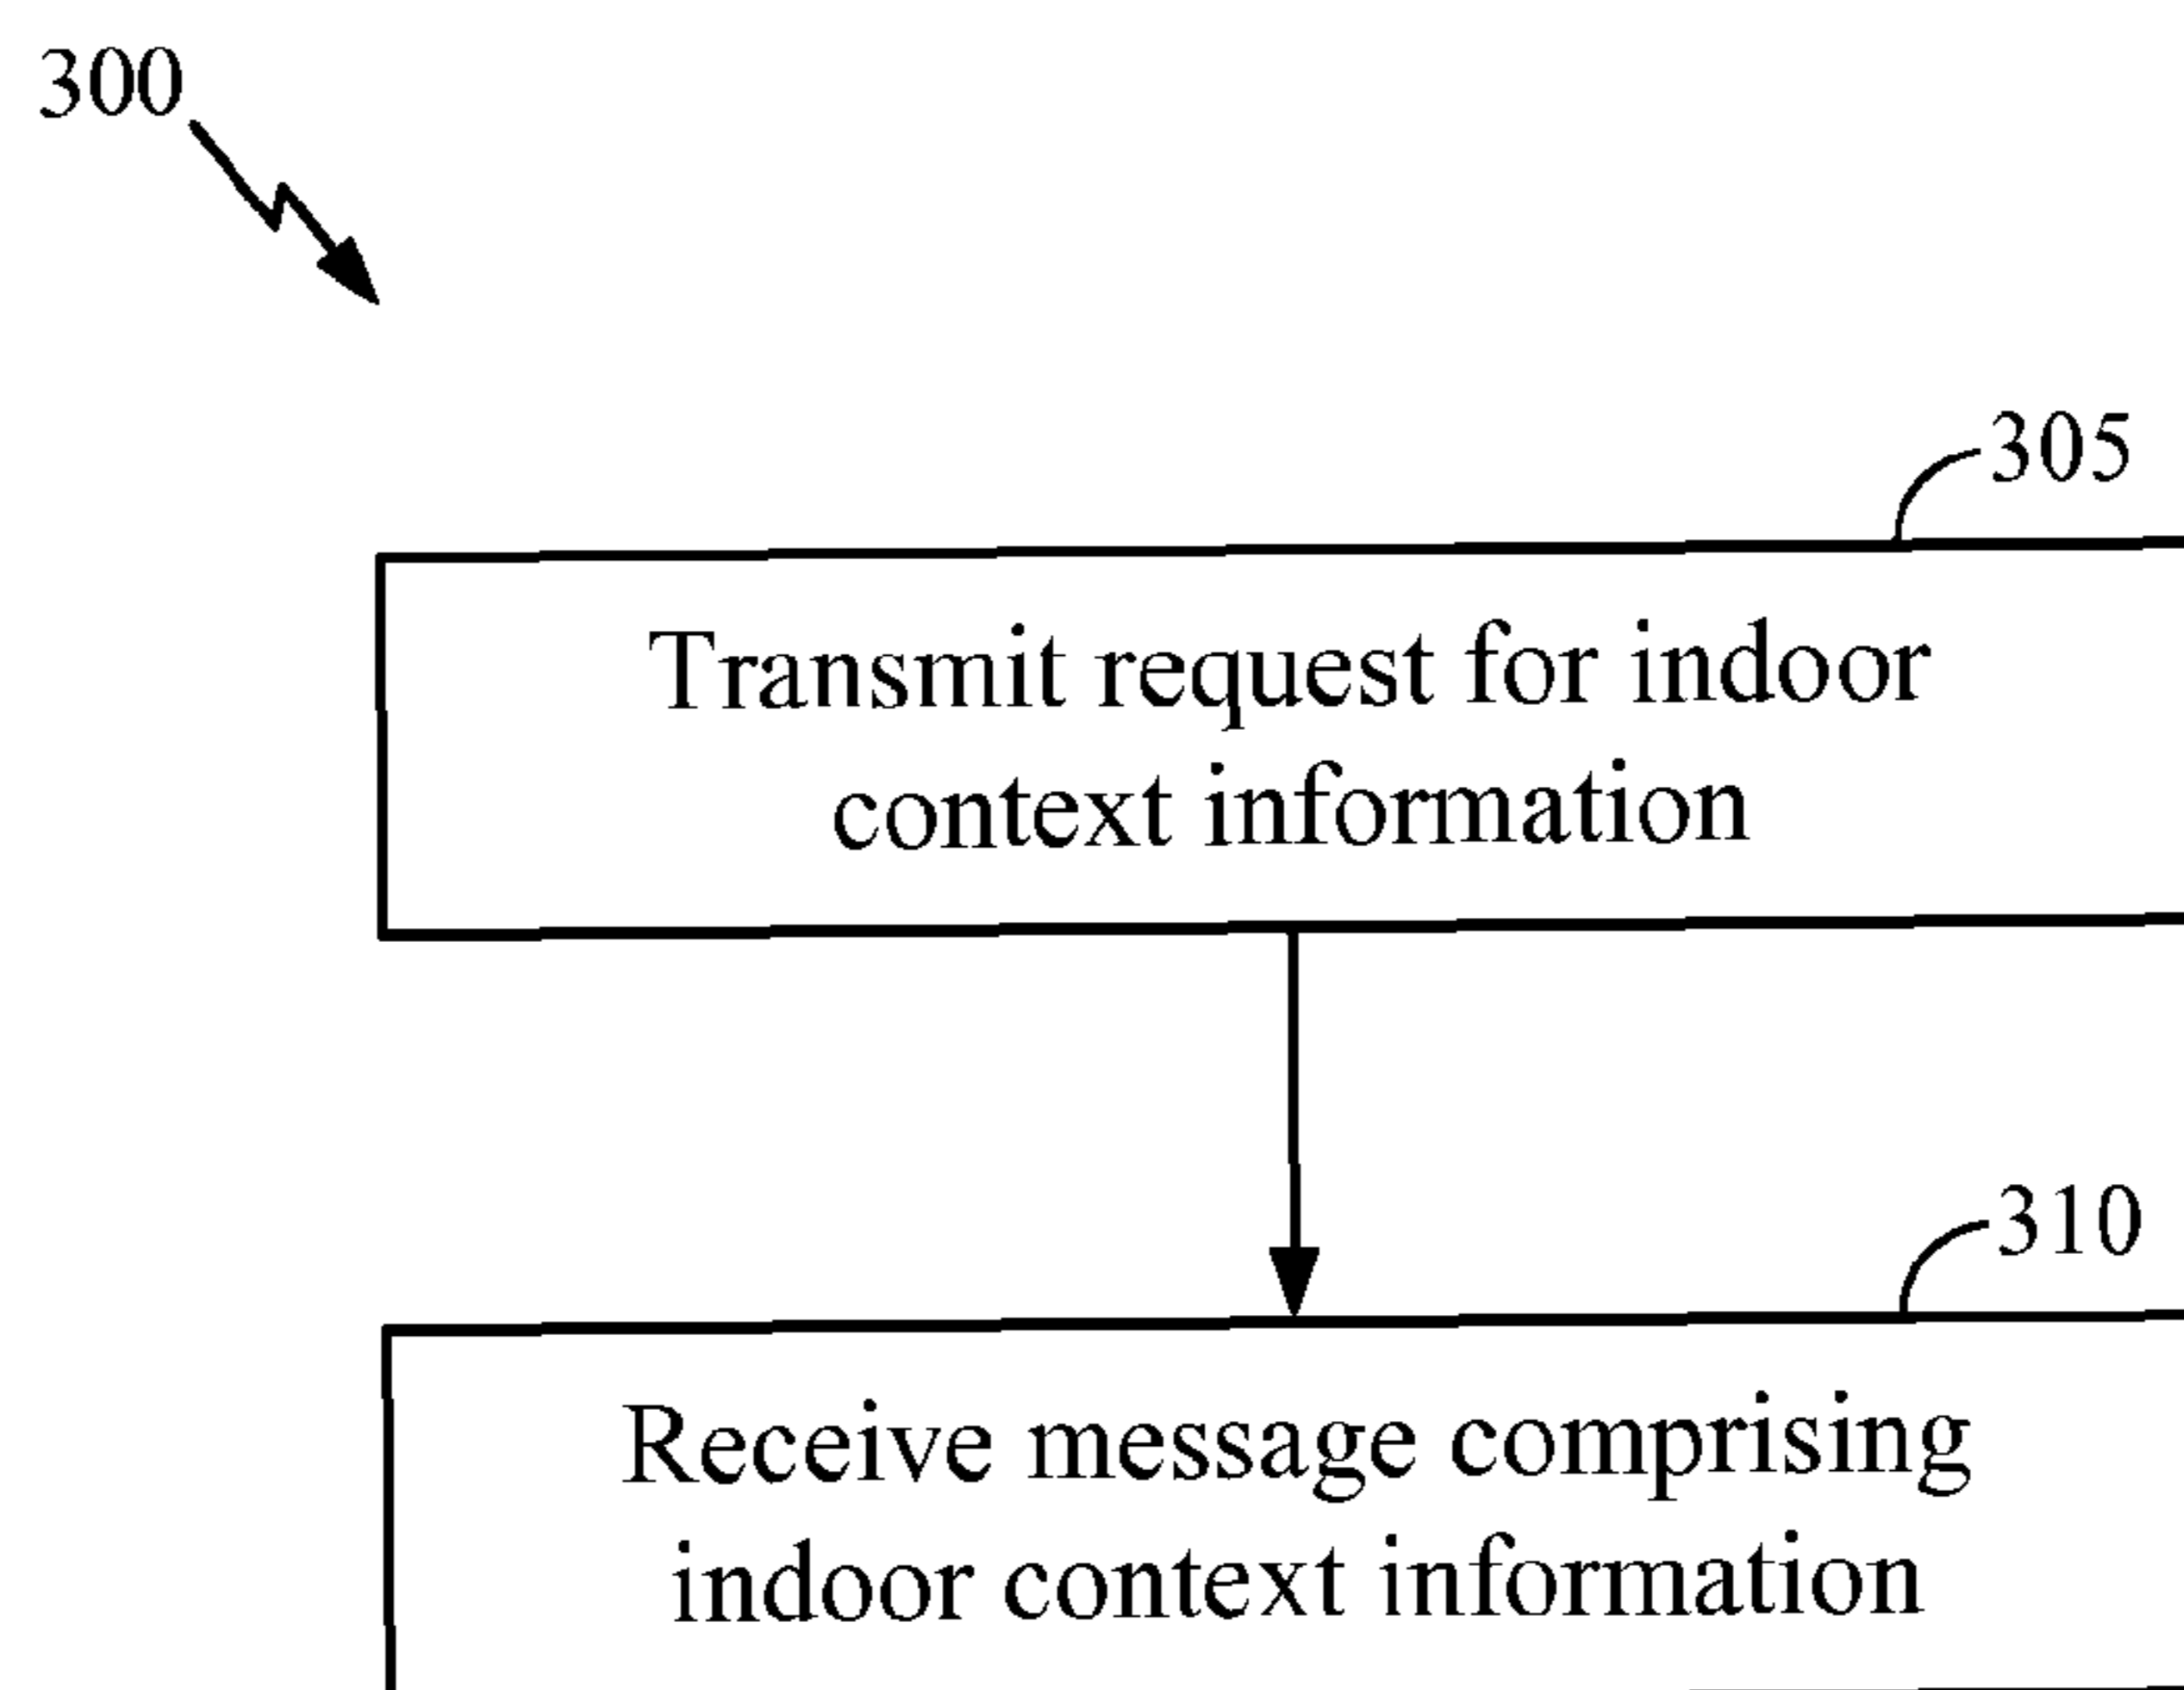 300
305
Transmit request for indoor
context information
310
Receive message comprising
indoor context information